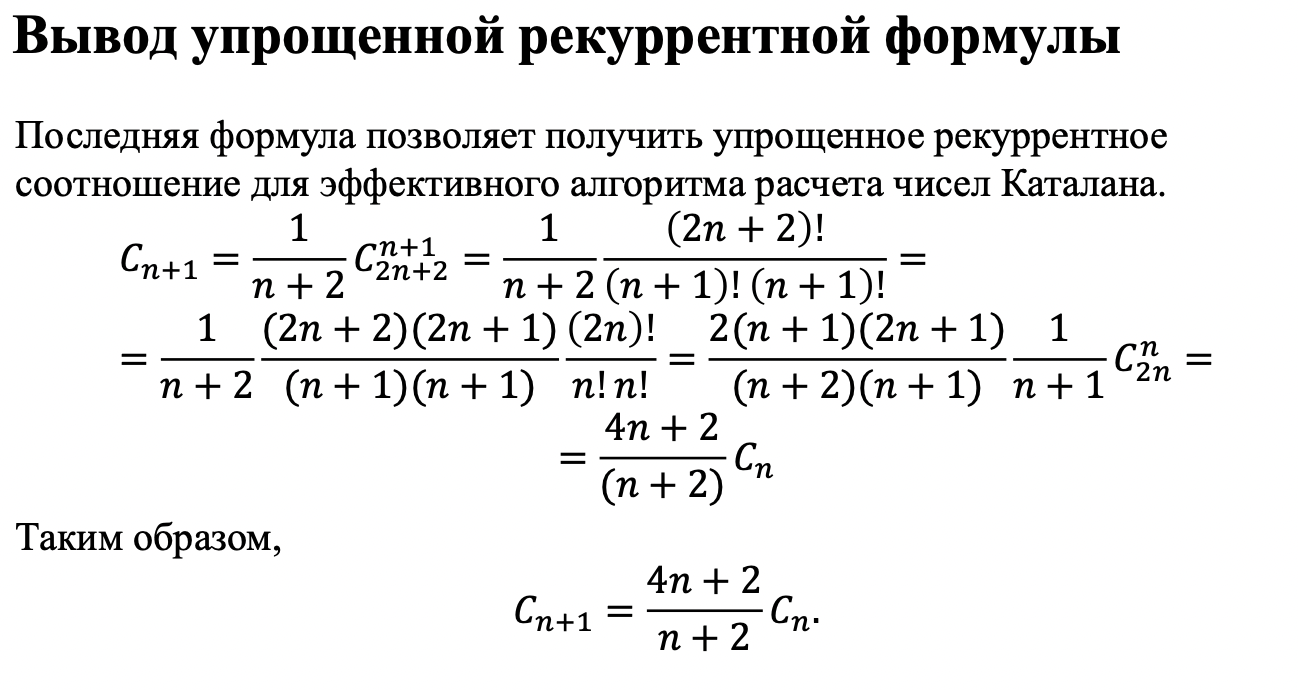 Вывод упрощенной рекуррентной формулы
Последняя формула позволяет получить упрощенное рекуррентное
соотношение для эффективного алгоритма расчета чисел Каталана.
$C_{n+1} = \frac{1}{n+2} C_{2n+2}^{n+1} = \frac{1}{n+2} \frac{(2n+2)!}{(n+1)!\,(n+1)!} =$
$= \frac{1}{n+2} \frac{(2n+2)(2n+1)}{(n+1)(n+1)} \frac{(2n)!}{n!\,n!} = \frac{2(n+1)(2n+1)}{(n+2)(n+1)} \frac{1}{n+1} C_{2n}^{n} =$
$= \frac{4n+2}{(n+2)} C_n$
Таким образом,
$C_{n+1} = \frac{4n+2}{n+2} C_n.$